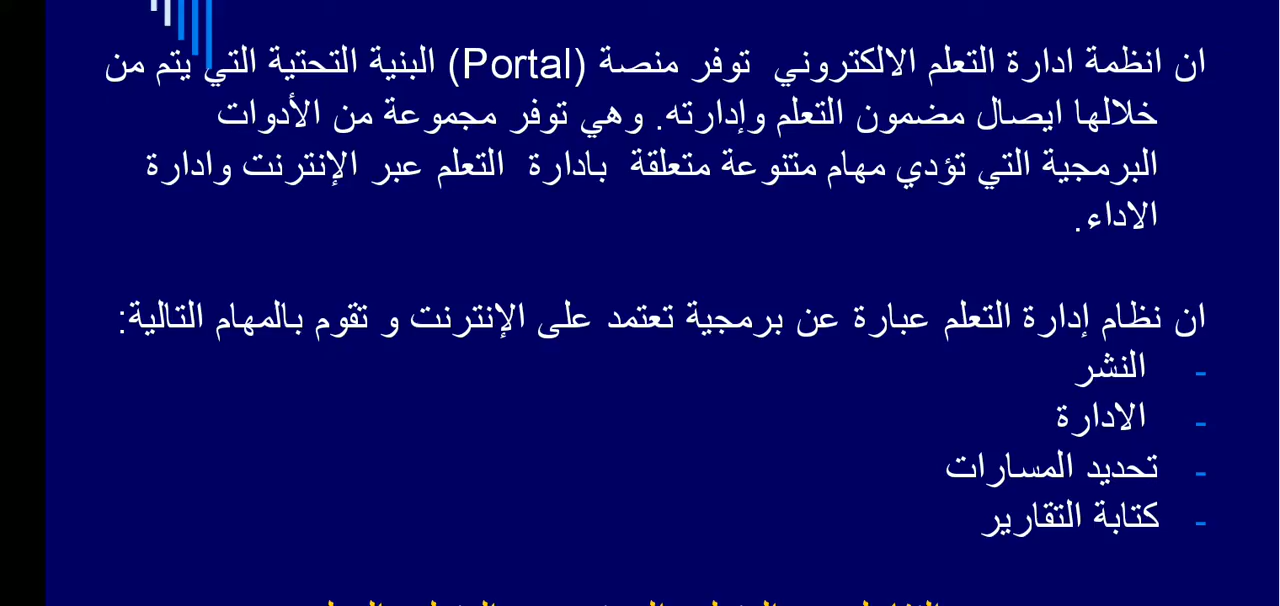 ان انظمة ادارة التعلم الالكتروني توفر منصة (Portal) البنية التحتية التي يتم من
خلالها ايصال مضمون التعلم وإدارته. وهي توفر مجموعة من الأدوات
البرمجية التي تؤدي مهام متنوعة متعلقة بادارة التعلم عبر الإنترنت وادارة
الاداء.
ان نظام إدارة التعلم عبارة عن برمجية تعتمد على الإنترنت و تقوم بالمهام التالية:
- النشر
- الادارة
- تحديد المسارات
- كتابة التقارير